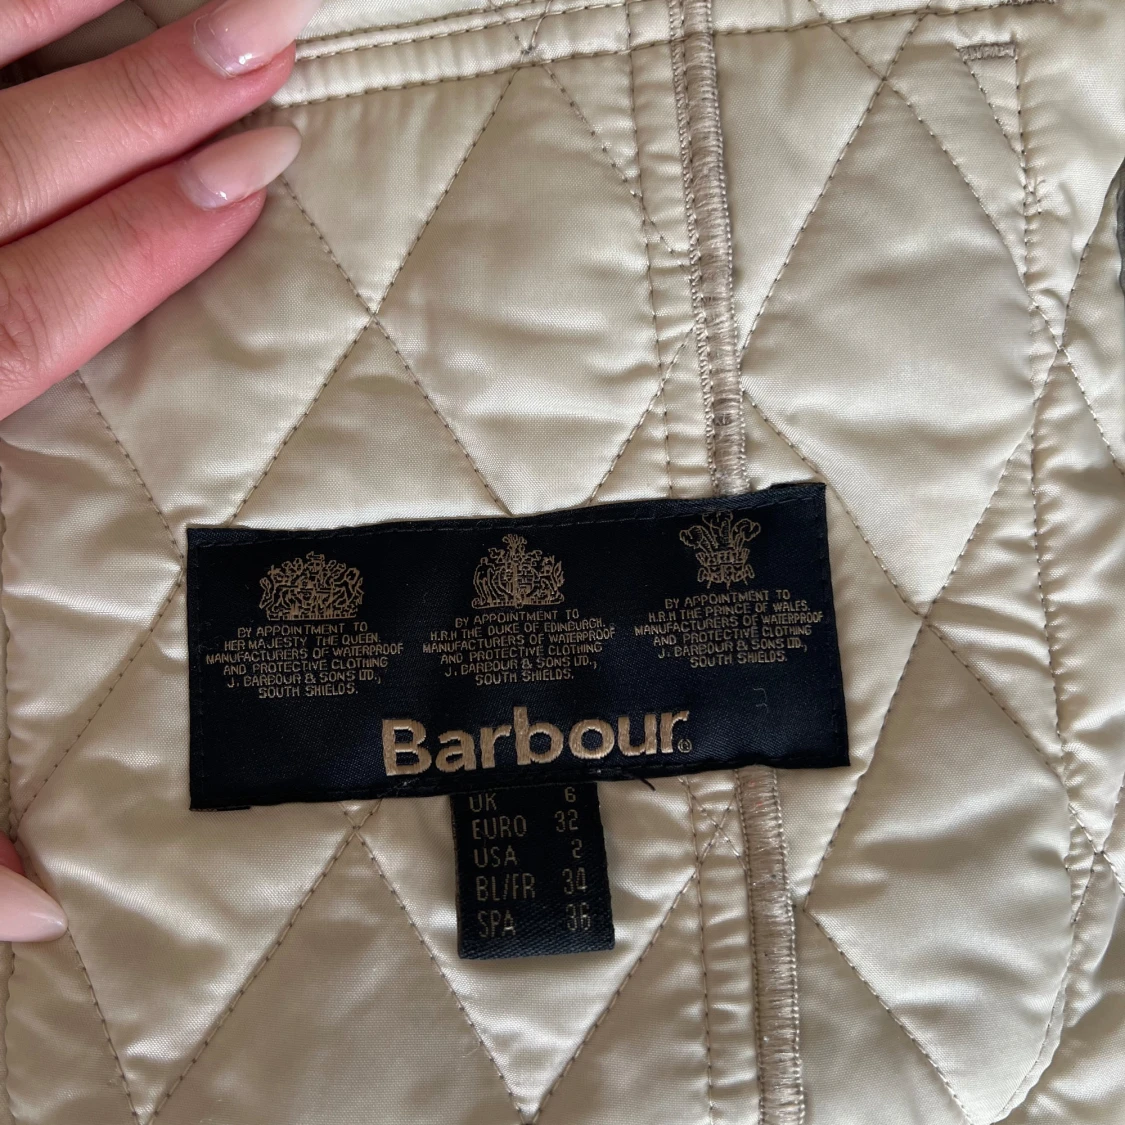 BY APPOINTMENT TO
HER MAJESTY THE QUEEN
MANUFACTURERS OF WATERPROOF
AND PROTECTIVE CLOTHING
J. BARBOUR & SONS LTD.,
SOUTH SHIELDS.
BY APPOINTMENT TO
H.R.H THE DUKE OF EDINBURGH.
MANUFACTURERS OF WATERPROOF
AND PROTECTIVE CLOTHING
J. BARBOUR & SONS LTD.,
SOUTH SHIELDS.
BY APPOINTMENT TO
H.R.H THE PRINCE OF WALES.
MANUFACTURERS OF WATERPROOF
AND PROTECTIVE CLOTHING
J. BARBOUR & SONS LTD.,
SOUTH SHIELDS.
Barbour®
UK 6
EURO 32
USA 2
BL/FR 34
SPA 36